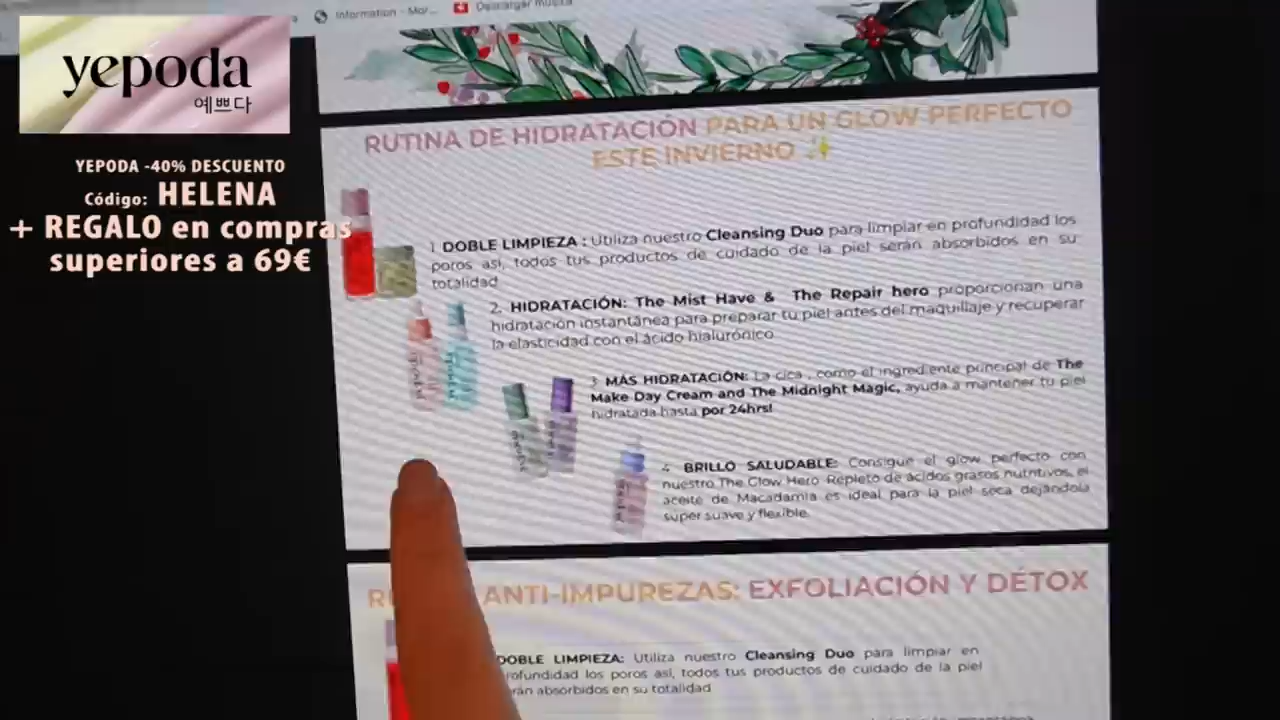 Information - Mor...
Descargar música
yepoda
예쁘다
YEPODA -40% DESCUENTO
Código: HELENA
+ REGALO en compras
superiores a 69€
RUTINA DE HIDRATACIÓN PARA UN GLOW PERFECTO
ESTE INVIERNO
1 DOBLE LIMPIEZA : Utiliza nuestro Cleansing Duo para limpiar en profundidad los
poros así, todos tus productos de cuidado de la piel serán absorbidos en su
totalidad
2. HIDRATACIÓN: The Mist Have & The Repair hero proporcionan una
hidratación instantánea para preparar tu piel antes del maquillaje y recuperar
la elasticidad con el ácido hialurónico
3 MÁS HIDRATACIÓN: La cica , como el ingrediente principal de The
Make Day Cream and The Midnight Magic, ayuda a mantener tu piel
hidratada hasta por 24hrs!
4 BRILLO SALUDABLE: Consigue el glow perfecto con
nuestro The Glow Hero. Repleto de ácidos grasos nutritivos, el
aceite de Macadamia es ideal para la piel seca dejándola
super suave y flexible.
ANTI-IMPUREZAS: EXFOLIACIÓN Y DÉTOX
DOBLE LIMPIEZA: Utiliza nuestro Cleansing Duo para limpiar en
rofundidad los poros así, todos tus productos de cuidado de la piel
rán absorbidos en su totalidad